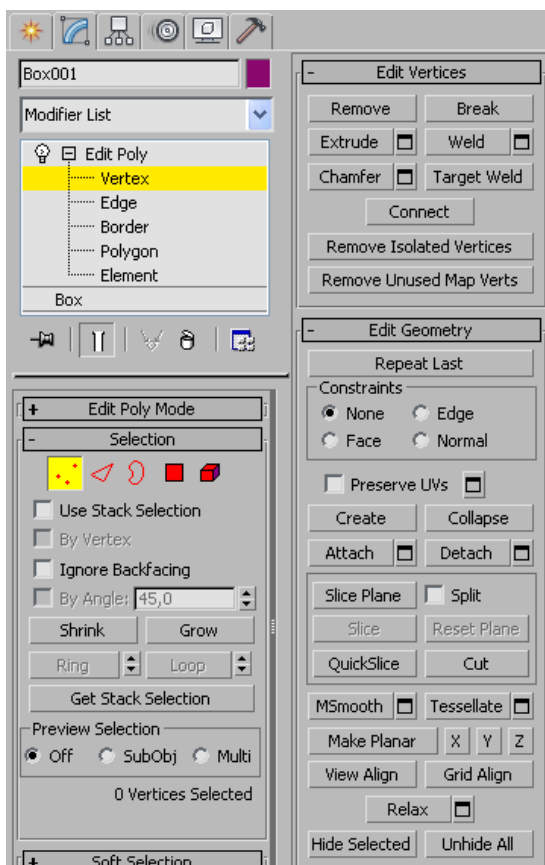 Box001
Modifier List
Edit Poly
Vertex
Edge
Border
Polygon
Element
Box
+ Edit Poly Mode
- Selection
Use Stack Selection
By Vertex
Ignore Backfacing
By Angle: 45,0
Shrink Grow
Ring Loop
Get Stack Selection
Preview Selection
Off SubObj Multi
0 Vertices Selected
+ Soft Selection
- Edit Vertices
Remove Break
Extrude Weld
Chamfer Target Weld
Connect
Remove Isolated Vertices
Remove Unused Map Verts
- Edit Geometry
Repeat Last
Constraints
None Edge
Face Normal
Preserve UVs
Create Collapse
Attach Detach
Slice Plane Split
Slice Reset Plane
QuickSlice Cut
MSmooth Tessellate
Make Planar X Y Z
View Align Grid Align
Relax
Hide Selected Unhide All